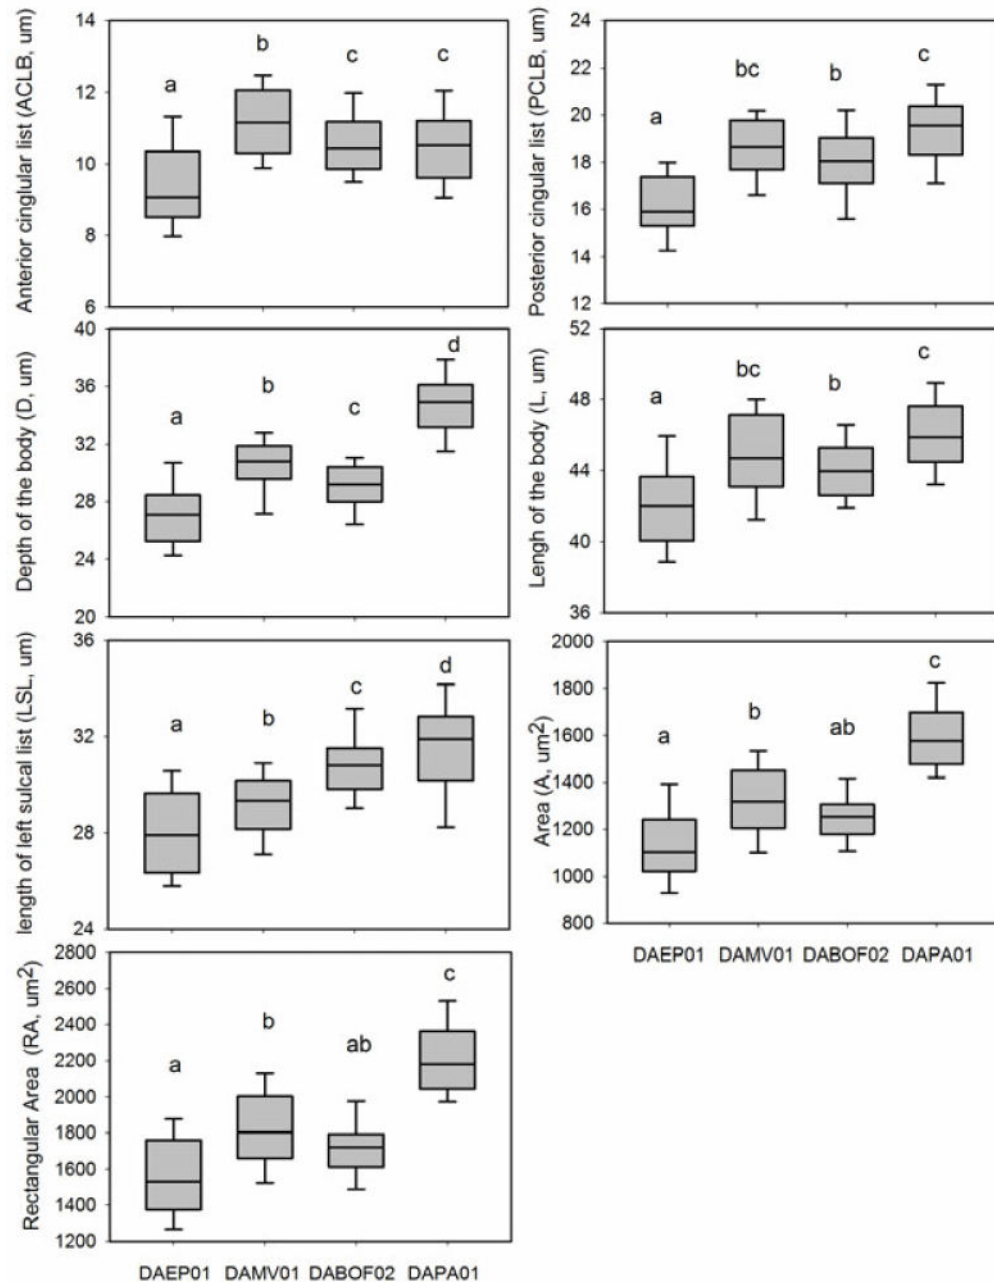 Anterior cinglular list (ACLB, um)
14
12
10
8
6
a
b
c
c
Posterior cingular list (PCLB, um)
24
22
20
18
16
14
12
a
bc
b
c
Depth of the body (D, um)
40
36
32
28
24
20
a
b
c
d
Lengh of the body (L, um)
52
48
44
40
36
a
bc
b
c
length of left sulcal list (LSL, um)
36
32
28
24
a
b
c
d
Area (A, um2)
2000
1800
1600
1400
1200
1000
800
a
b
ab
c
DAEP01 DAMV01 DABOF02 DAPA01
Rectangular Area (RA, um2)
2800
2600
2400
2200
2000
1800
1600
1400
1200
a
b
ab
c
DAEP01 DAMV01 DABOF02 DAPA01